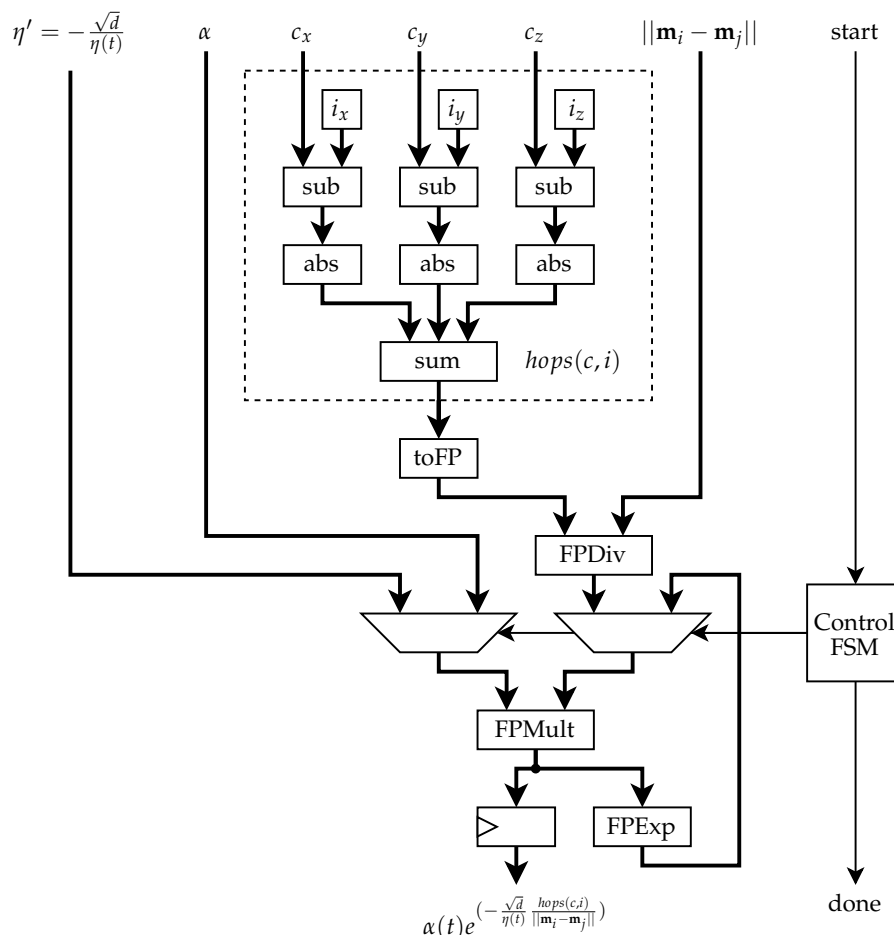 η′ = −√d/η(t) α c_x c_y c_z ||m_i − m_j|| start
i_x i_y i_z
sub sub sub
abs abs abs
sum hops(c, i)
toFP
FPDiv
Control
FSM
FPMult
FPExp
α(t)e^(−√d/η(t) hops(c,i)/||m_i−m_j||) done